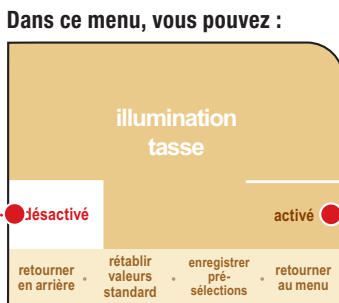 Dans ce menu, vous pouvez :
illumination
tasse
désactivé
activé
retourner
en arrière
rétablir
valeurs
standard
enregistrer
pré-
sélections
retourner
au menu